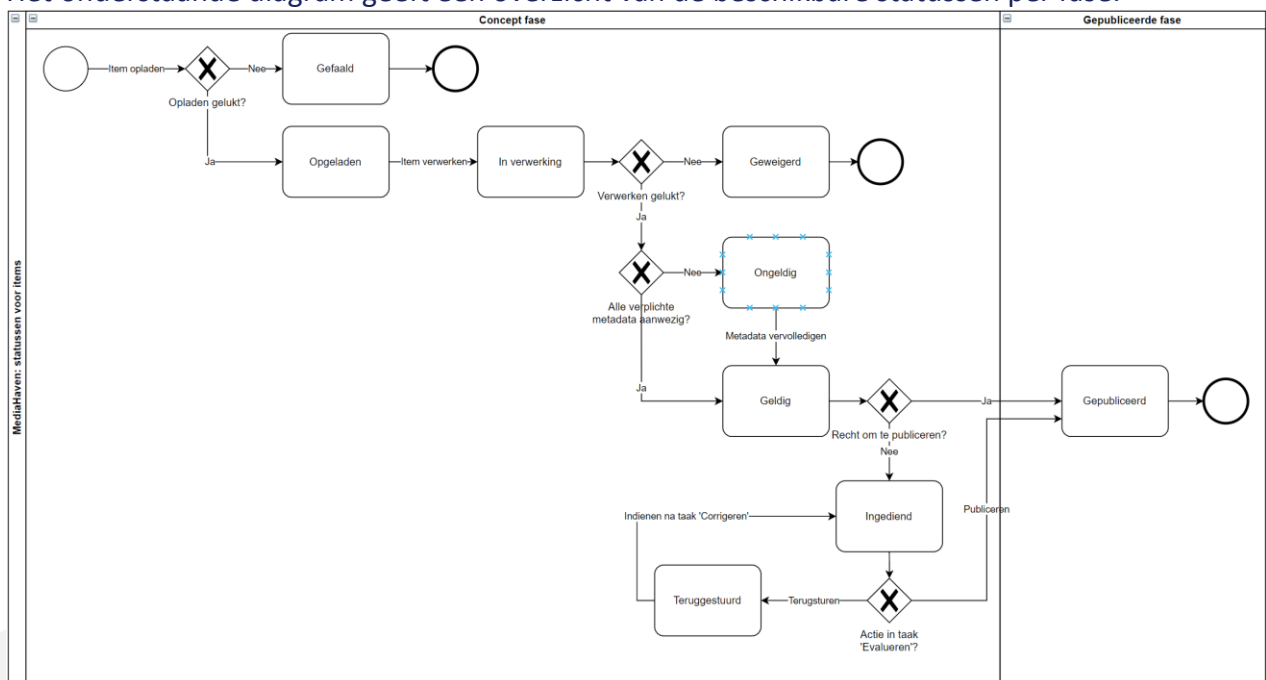 Het onderstaande diagram geeft een overzicht van de beschikbare statussen per fase.
Concept fase
Gepubliceerde fase
MediaHaven: statussen voor items
Item opladen
Opladen gelukt?
Nee
Gefaald
Ja
Opgeladen
Item verwerken
In verwerking
Verwerken gelukt?
Nee
Geweigerd
Ja
Alle verplichte
metadata aanwezig?
Nee
Ongeldig
Metadata vervolledigen
Ja
Geldig
Recht om te publiceren?
Ja
Gepubliceerd
Nee
Ingediend
Indienen na taak 'Corrigeren'
Publiceren
Teruggestuurd
Terugsturen
Actie in taak
'Evalueren'?